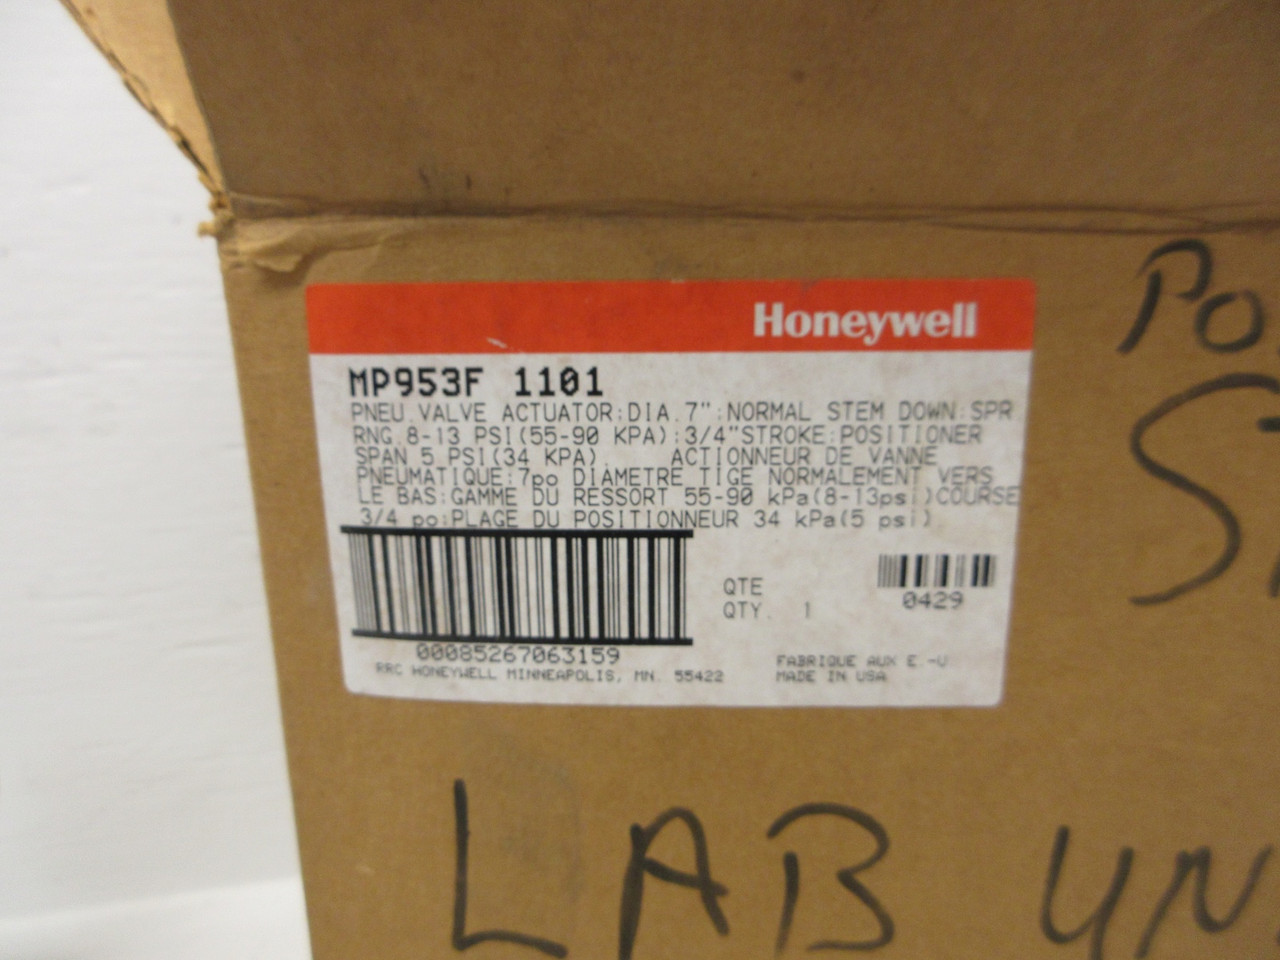 Honeywell
MP953F 1101
PNEU.VALVE ACTUATOR:DIA.7":NORMAL STEM DOWN:SPR
RNG.8-13 PSI(55-90 KPA):3/4"STROKE:POSITIONER
SPAN 5 PSI(34 KPA). ACTIONNEUR DE VANNE
PNEUMATIQUE:7po DIAMETRE TIGE NORMALEMENT VERS
LE BAS:GAMME DU RESSORT 55-90 kPa(8-13psi)COURSE
3/4 po:PLAGE DU POSITIONNEUR 34 kPa(5 psi)
QTE
QTY. 1
0429
00085267063159
RRC HONEYWELL MINNEAPOLIS, MN. 55422
FABRIQUE AUX E.-U
MADE IN USA
Po
LAB UN